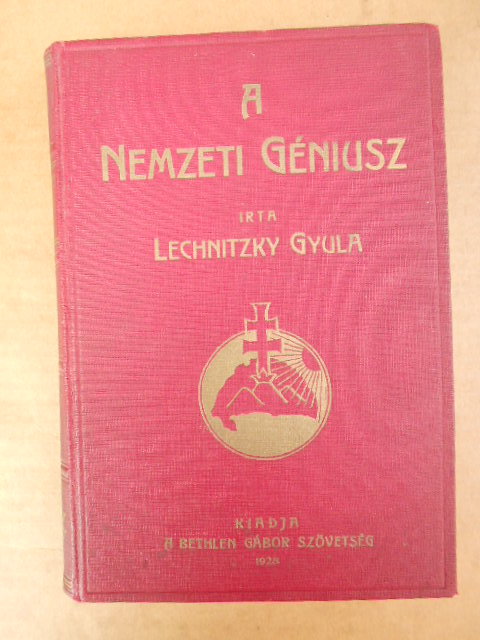 A
NEMZETI GÉNIUSZ
IRTA
LECHNITZKY GYULA
KIADJA
A BETHLEN GÁBOR SZÖVETSÉG
1928